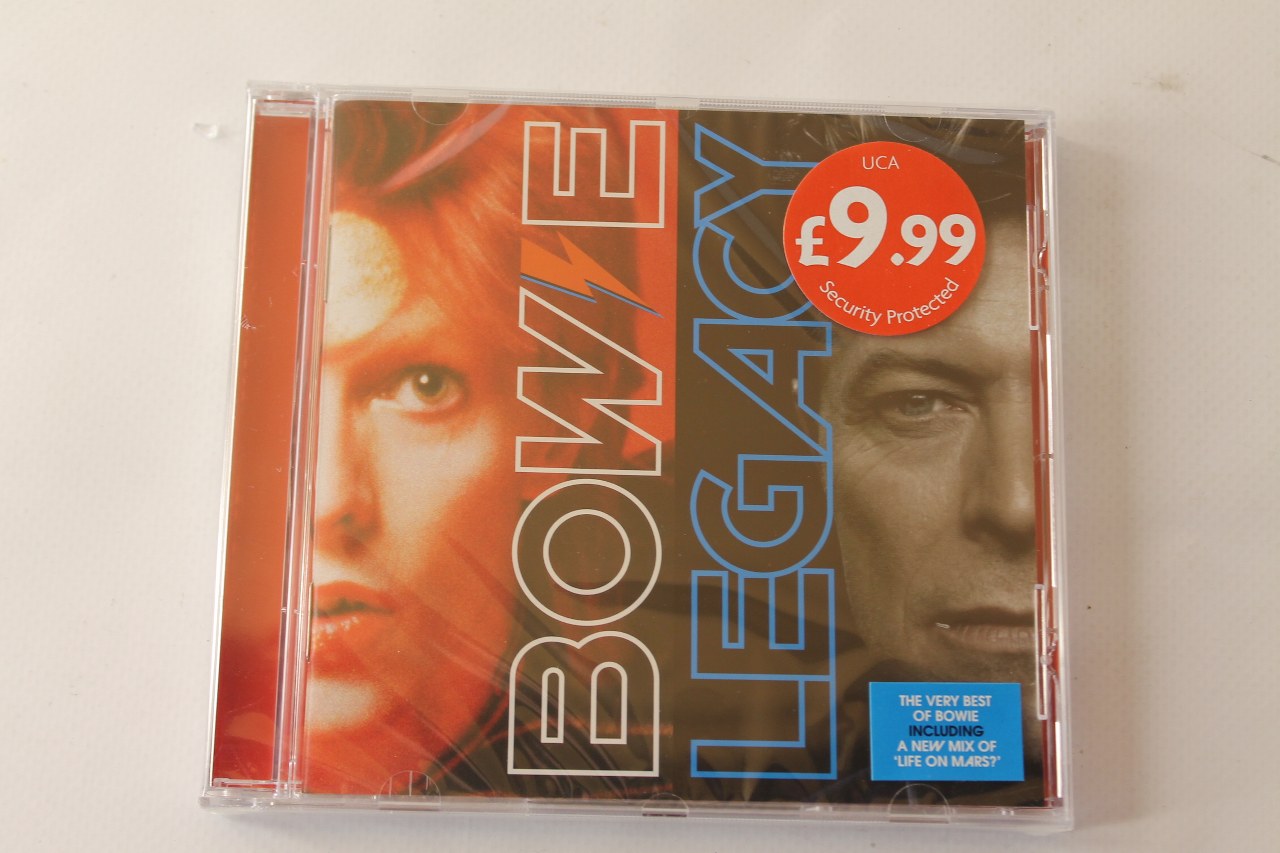 BOWIE
LEGACY
UCA
£9.99
Security Protected
THE VERY BEST
OF BOWIE
INCLUDING
A NEW MIX OF
'LIFE ON MARS?'